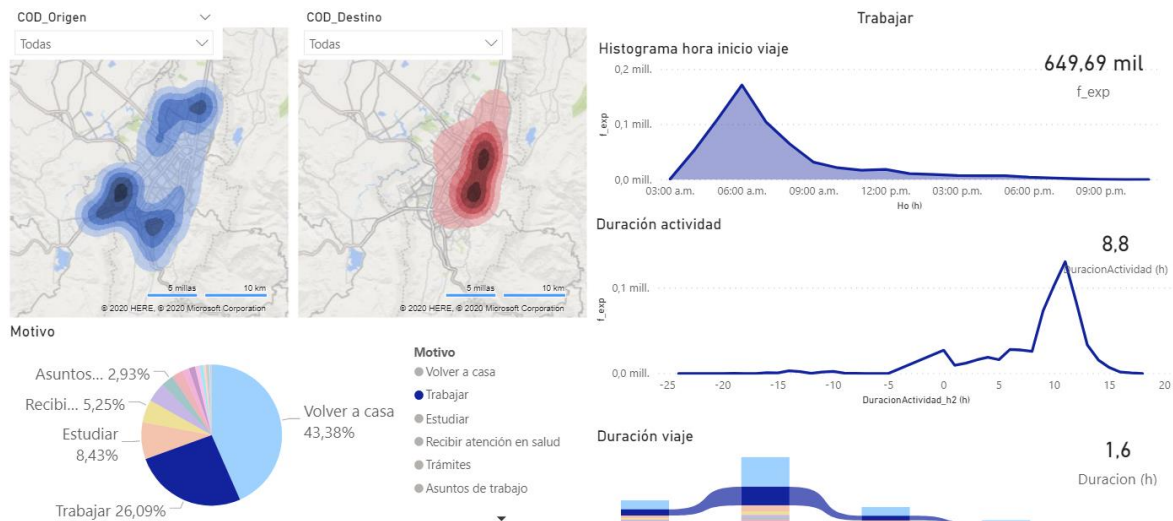 COD_Origen
Todas
5 millas 10 km
© 2020 HERE, © 2020 Microsoft Corporation
COD_Destino
Todas
5 millas 10 km
© 2020 HERE, © 2020 Microsoft Corporation
Motivo
Asuntos... 2,93%
Recibi... 5,25%
Estudiar
8,43%
Trabajar 26,09%
Volver a casa
43,38%
Motivo
Volver a casa
Trabajar
Estudiar
Recibir atención en salud
Trámites
Asuntos de trabajo
Trabajar
Histograma hora inicio viaje
649,69 mil
f_exp
0,2 mill.
0,1 mill.
0,0 mill.
f_exp
03:00 a.m. 06:00 a.m. 09:00 a.m. 12:00 p.m. 03:00 p.m. 06:00 p.m. 09:00 p.m.
Ho (h)
Duración actividad
8,8
DuracionActividad (h)
0,1 mill.
0,0 mill.
f_exp
-25 -20 -15 -10 -5 0 5 10 15 20
DuracionActividad_h2 (h)
Duración viaje
1,6
Duracion (h)